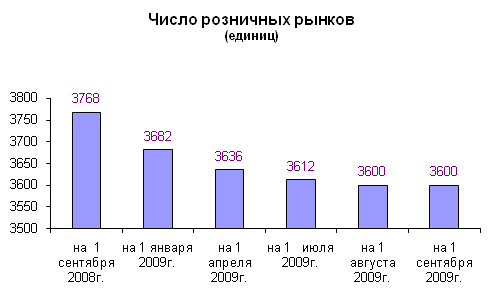 Число розничных рынков
(единиц)
3800
3750
3700
3650
3600
3550
3500
3768
3682
3636
3612
3600
3600
на 1
сентября
2008г.
на 1 января
2009г.
на 1
апреля
2009г.
на 1 июля
2009г.
на 1
августа
2009г.
на 1
сентября
2009г.